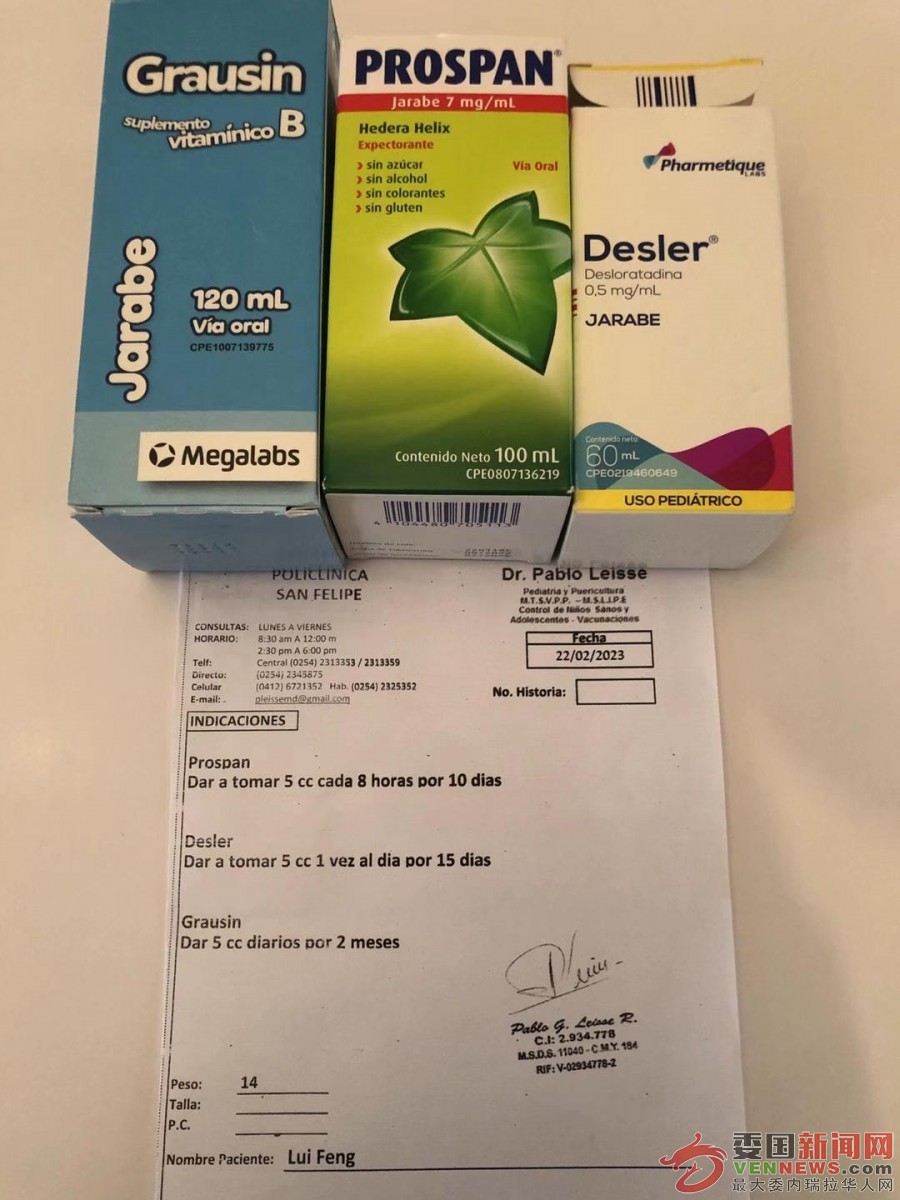 Grausin
suplemento
vitamínico B
Jarabe
120 mL
Vía oral
CPE1007139775
Megalabs
PROSPAN®
Jarabe 7 mg/mL
Hedera Helix
Expectorante
› sin azúcar
› sin alcohol
› sin colorantes
› sin gluten
Vía Oral
Contenido Neto 100 mL
CPE0807136219
4 104480 705113
Pharmetique
LABS
Desler®
Desloratadina
0,5 mg/mL
JARABE
Contenido neto
60 mL
CPE0219460649
USO PEDIÁTRICO
POLICLINICA
SAN FELIPE
CONSULTAS: LUNES A VIERNES
HORARIO: 8:30 am A 12:00 m
2:30 pm A 6:00 pm
Telf: Central (0254) 2313353 / 2313359
Directo: (0254) 2345875
Celular (0412) 6721352 Hab. (0254) 2325352
E-mail: . pleissemd@gmail.com
Dr. Pablo Leisse
Pediatria y Puericultura
M.T.S.V.P.P. - M.S.L.I.P.E
Control de Niños Sanos y
Adolescentes - Vacunaciones
Fecha
22/02/2023
No. Historia:
INDICACIONES
Prospan
Dar a tomar 5 cc cada 8 horas por 10 dias
Desler
Dar a tomar 5 cc 1 vez al dia por 15 dias
Grausin
Dar 5 cc diarios por 2 meses
Pablo G. Leisse R.
C.I: 2.934.778
M.S.D.S. 11040 - C.M.Y. 184
RIF: V-02934778-2
Peso: 14
Talla:
P.C.
Nombre Paciente: Lui Feng
委国新闻网
VENNEWS.com
最大委内瑞拉华人网